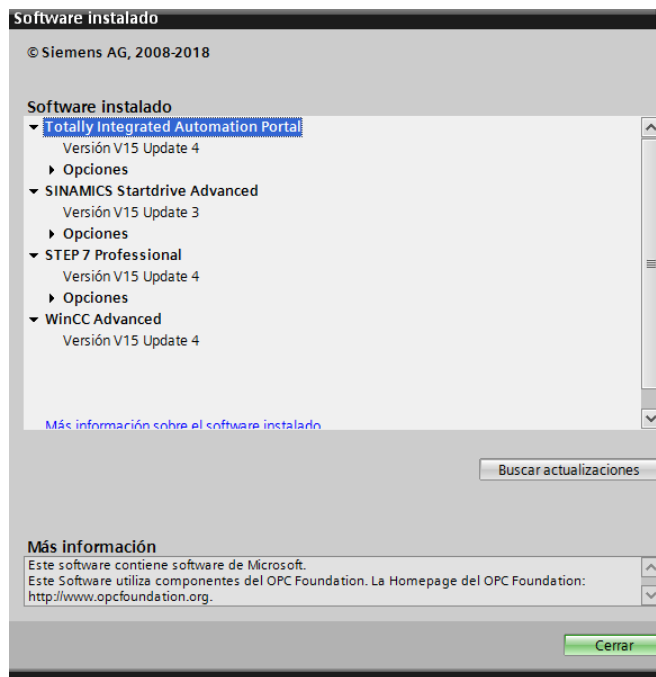 Software instalado
© Siemens AG, 2008-2018
Software instalado
Totally Integrated Automation Portal
Versión V15 Update 4
Opciones
SINAMICS Startdrive Advanced
Versión V15 Update 3
Opciones
STEP 7 Professional
Versión V15 Update 4
Opciones
WinCC Advanced
Versión V15 Update 4
Más información sobre el software instalado
Buscar actualizaciones
Más información
Este software contiene software de Microsoft.
Este Software utiliza componentes del OPC Foundation. La Homepage del OPC Foundation:
http://www.opcfoundation.org.
Cerrar